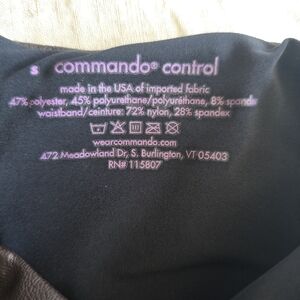 s commando® control
made in the USA of imported fabric
47% polyester, 45% polyurethane/polyuréthane, 8% spandex
waistband/ceinture: 72% nylon, 28% spandex
wearcommando.com
472 Meadowland Dr, S. Burlington, VT 05403
RN# 115807